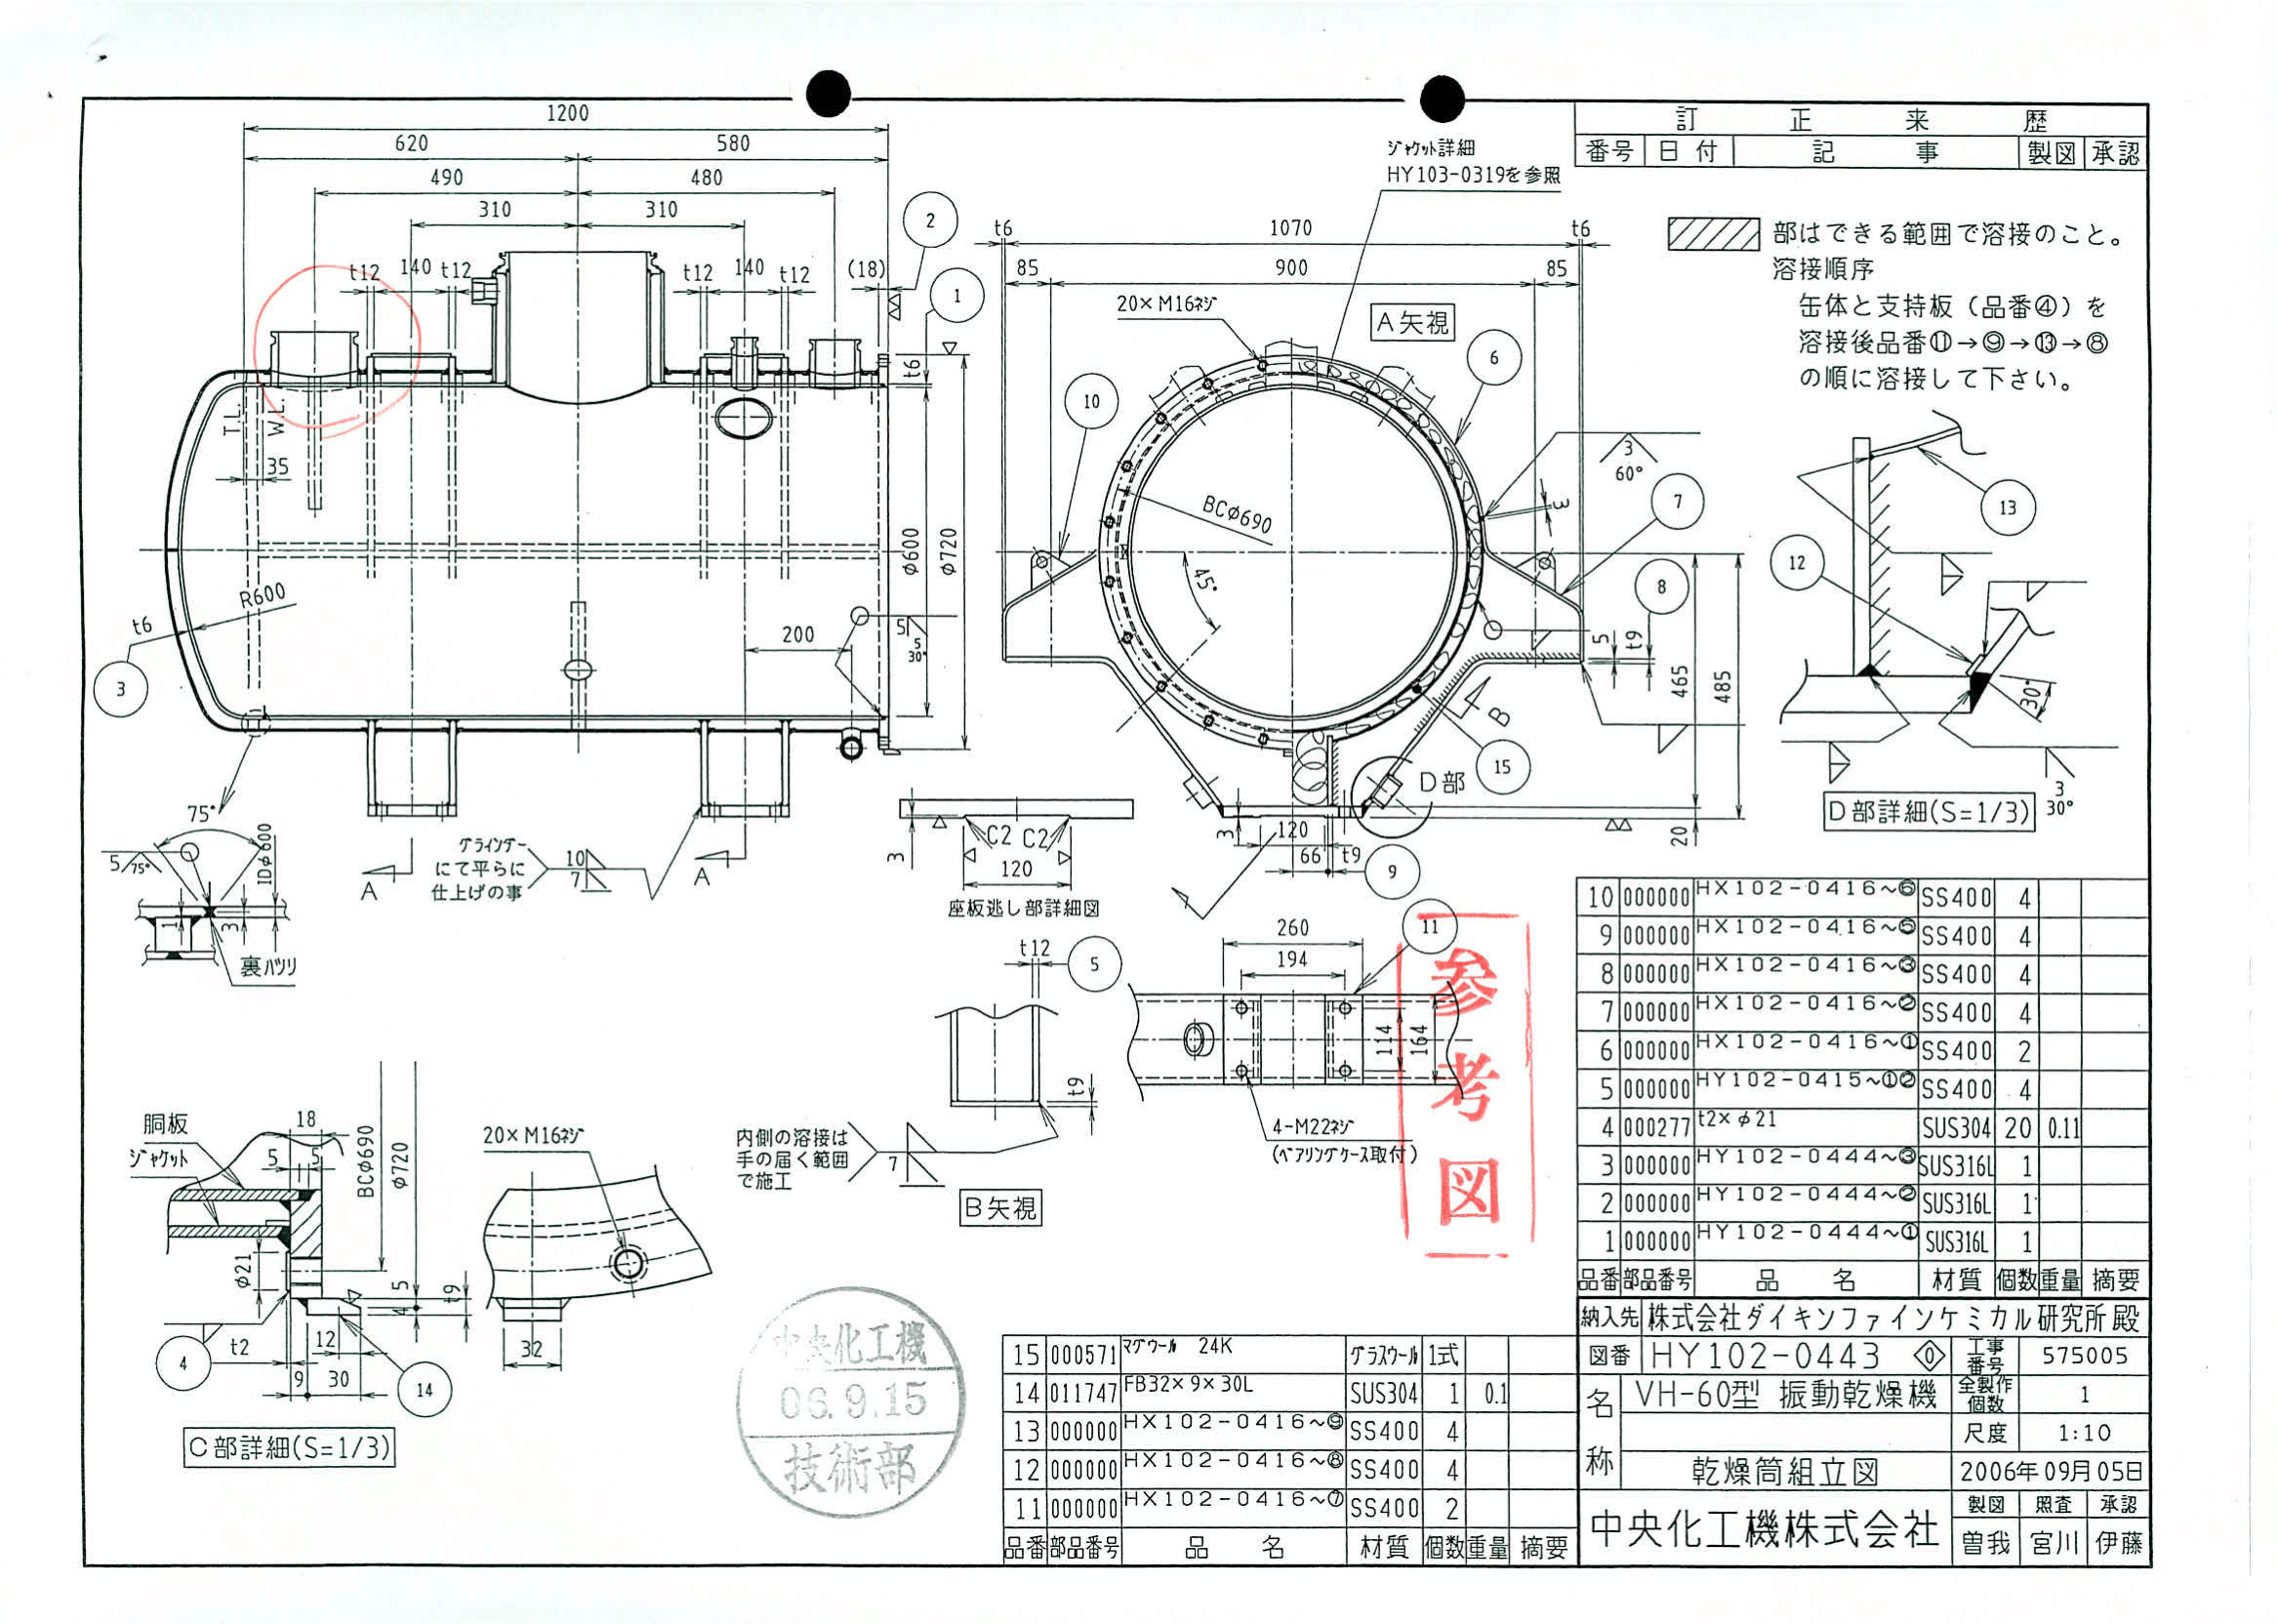 1200
620 580
490 480
310 310
t12 140 t12 t12 140 t12 (18)
2
1
t6
T.L.
W.L.
35
φ600
φ720
R600
t6
3
200
5
5
30°
75°
5 75°
IDφ600
1 3
裏ハツリ
A A
グラインダー
にて平らに
仕上げの事
10
7
ジャケット詳細
HY103-0319を参照
t6 1070 t6
85 900 85
20×M16ネジ
A矢視
6
10
3
60°
3
7
8
BCφ690
45°
5 t9
465
485
20
B
15
D部
3
120
66 t9
9
3
C2 C2
120
座板逃し部詳細図
t12
5
t9
内側の溶接は
手の届く範囲
で施工
7
B矢視
260
194
11
114
164
4-M22ネジ
(ベアリングケース取付)
参考図
胴板
ジャケット
18
5 5
BCφ690
φ720
φ21
5
4
t9
t2
12
4
9 30
14
C部詳細(S=1/3)
20×M16ネジ
32
中央化工機
06.9.15
技術部
訂正来歴
番号 日付 記事 製図 承認
部はできる範囲で溶接のこと。
溶接順序
缶体と支持板(品番④)を
溶接後品番⑪→⑨→⑬→⑧
の順に溶接して下さい。
13
12
30°
3
30°
D部詳細(S=1/3)
10 000000 HX102-0416~⑥ SS400 4
9 000000 HX102-0416~⑤ SS400 4
8 000000 HX102-0416~③ SS400 4
7 000000 HX102-0416~② SS400 4
6 000000 HX102-0416~① SS400 2
5 000000 HY102-0415~①② SS400 4
4 000277 t2×φ21 SUS304 20 0.11
3 000000 HY102-0444~③ SUS316L 1
2 000000 HY102-0444~② SUS316L 1
1 000000 HY102-0444~① SUS316L 1
品番 部品番号 品名 材質 個数 重量 摘要
15 000571 マグウール 24K グラスウール 1式
14 011747 FB32×9×30L SUS304 1 0.1
13 000000 HX102-0416~⑨ SS400 4
12 000000 HX102-0416~⑧ SS400 4
11 000000 HX102-0416~⑦ SS400 2
品番 部品番号 品名 材質 個数 重量 摘要
納入先 株式会社ダイキンファインケミカル研究所殿
図番 HY102-0443 0 工事番号 575005
名称 VH-60型 振動乾燥機 全製作個数 1
尺度 1:10
乾燥筒組立図 2006年09月05日
中央化工機株式会社 製図 照査 承認
曽我 宮川 伊藤